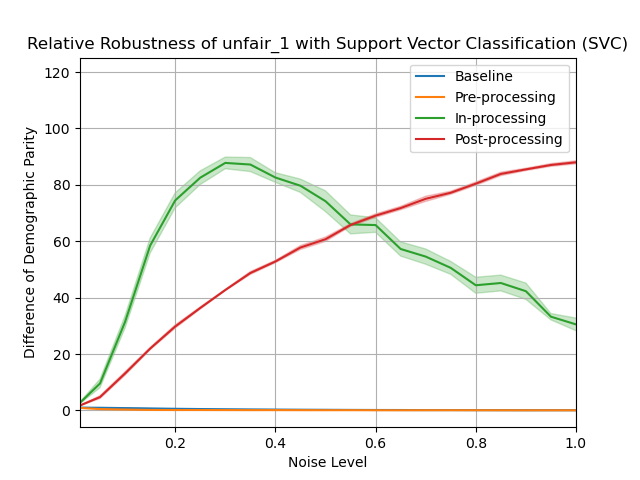 Relative Robustness of unfair_1 with Support Vector Classification (SVC)
Difference of Demographic Parity
120
100
80
60
40
20
0
Baseline
Pre-processing
In-processing
Post-processing
0.2 0.4 0.6 0.8 1.0
Noise Level